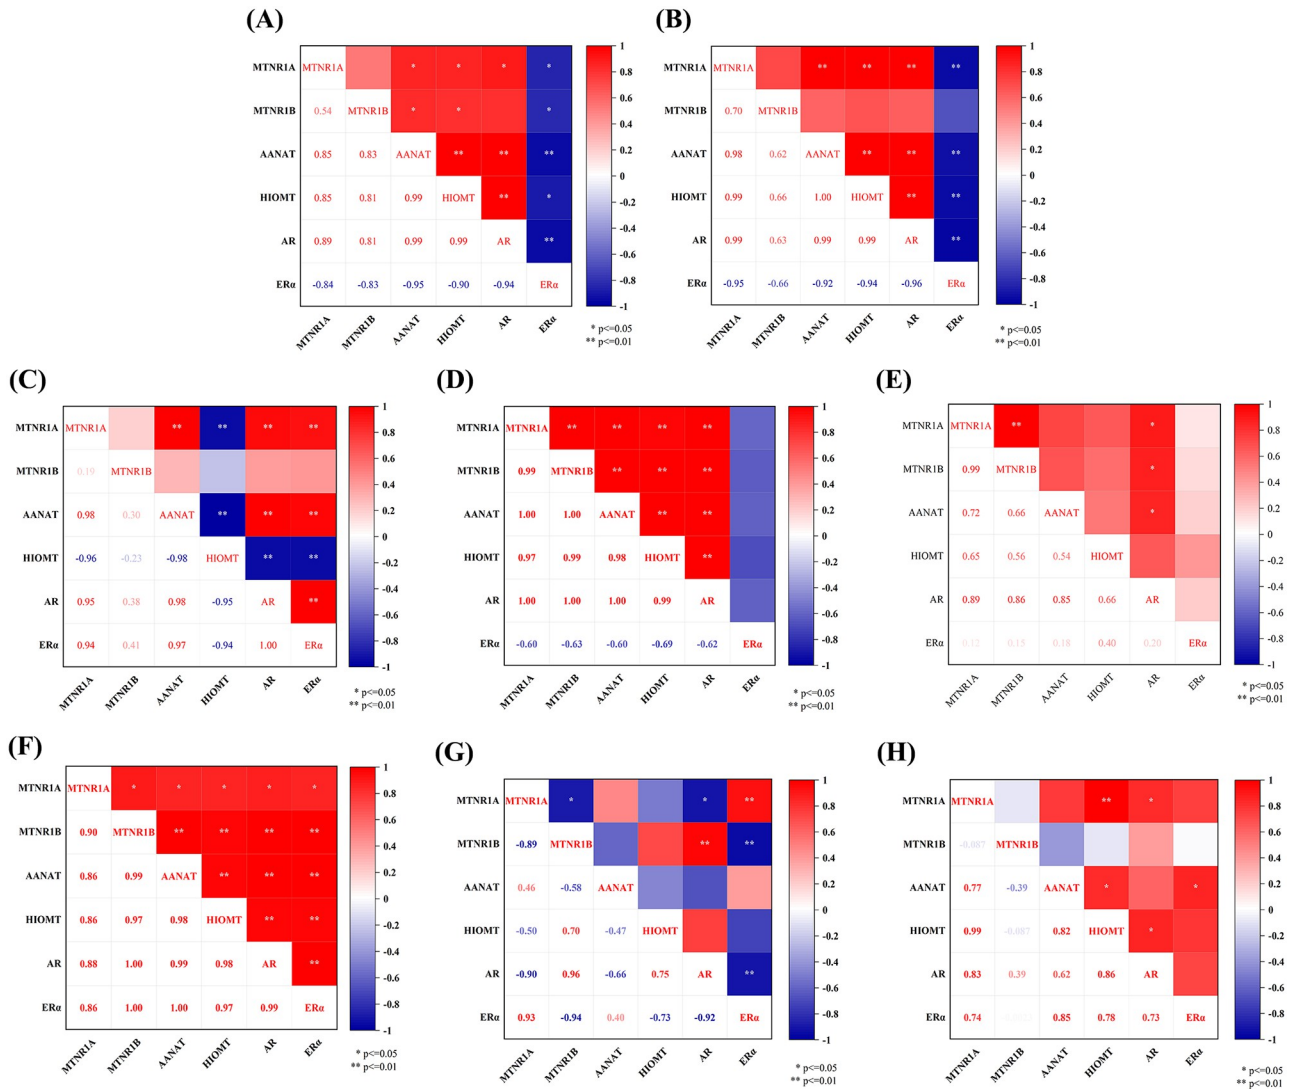 (A)
MTNR1A MTNR1A * * * *
MTNR1B 0.54 MTNR1B * * *
AANAT 0.85 0.83 AANAT ** ** **
HIOMT 0.85 0.81 0.99 HIOMT ** *
AR 0.89 0.81 0.99 0.99 AR **
ERα -0.84 -0.83 -0.95 -0.90 -0.94 ERα
MTNR1A MTNR1B AANAT HIOMT AR ERα
1
0.8
0.6
0.4
0.2
0
-0.2
-0.4
-0.6
-0.8
-1
* p<=0.05
** p<=0.01
(B)
MTNR1A MTNR1A ** ** ** **
MTNR1B 0.70 MTNR1B
AANAT 0.98 0.62 AANAT ** ** **
HIOMT 0.99 0.66 1.00 HIOMT ** **
AR 0.99 0.63 0.99 0.99 AR **
ERα -0.95 -0.66 -0.92 -0.94 -0.96 ERα
MTNR1A MTNR1B AANAT HIOMT AR ERα
1
0.8
0.6
0.4
0.2
0
-0.2
-0.4
-0.6
-0.8
-1
* p<=0.05
** p<=0.01
(C)
MTNR1A MTNR1A ** ** ** **
MTNR1B 0.19 MTNR1B
AANAT 0.98 0.30 AANAT ** ** **
HIOMT -0.96 -0.23 -0.98 HIOMT ** **
AR 0.95 0.38 0.98 -0.95 AR **
ERα 0.94 0.41 0.97 -0.94 1.00 ERα
MTNR1A MTNR1B AANAT HIOMT AR ERα
1
0.8
0.6
0.4
0.2
0
-0.2
-0.4
-0.6
-0.8
-1
* p<=0.05
** p<=0.01
(D)
MTNR1A MTNR1A ** ** ** **
MTNR1B 0.99 MTNR1B ** ** **
AANAT 1.00 1.00 AANAT ** **
HIOMT 0.97 0.99 0.98 HIOMT **
AR 1.00 1.00 1.00 0.99 AR
ERα -0.60 -0.63 -0.60 -0.69 -0.62 ERα
MTNR1A MTNR1B AANAT HIOMT AR ERα
1
0.8
0.6
0.4
0.2
0
-0.2
-0.4
-0.6
-0.8
-1
* p<=0.05
** p<=0.01
(E)
MTNR1A MTNR1A ** *
MTNR1B 0.99 MTNR1B *
AANAT 0.72 0.66 AANAT *
HIOMT 0.65 0.56 0.54 HIOMT
AR 0.89 0.86 0.85 0.66 AR
ERα 0.12 0.15 0.18 0.40 0.20 ERα
MTNR1A MTNR1B AANAT HIOMT AR ERα
1
0.8
0.6
0.4
0.2
0
-0.2
-0.4
-0.6
-0.8
-1
* p<=0.05
** p<=0.01
(F)
MTNR1A MTNR1A * * * * *
MTNR1B 0.90 MTNR1B ** ** ** **
AANAT 0.86 0.99 AANAT ** ** **
HIOMT 0.86 0.97 0.98 HIOMT ** **
AR 0.88 1.00 0.99 0.98 AR **
ERα 0.86 1.00 1.00 0.97 0.99 ERα
MTNR1A MTNR1B AANAT HIOMT AR ERα
1
0.8
0.6
0.4
0.2
0
-0.2
-0.4
-0.6
-0.8
-1
* p<=0.05
** p<=0.01
(G)
MTNR1A MTNR1A * * **
MTNR1B -0.89 MTNR1B ** **
AANAT 0.46 -0.58 AANAT
HIOMT -0.50 0.70 -0.47 HIOMT
AR -0.90 0.96 -0.66 0.75 AR **
ERα 0.93 -0.94 0.40 -0.73 -0.92 ERα
MTNR1A MTNR1B AANAT HIOMT AR ERα
1
0.8
0.6
0.4
0.2
0
-0.2
-0.4
-0.6
-0.8
-1
* p<=0.05
** p<=0.01
(H)
MTNR1A MTNR1A ** *
MTNR1B -0.087 MTNR1B
AANAT 0.77 -0.39 AANAT * *
HIOMT 0.99 -0.087 0.82 HIOMT *
AR 0.83 0.39 0.62 0.86 AR
ERα 0.74 0.85 0.78 0.73 ERα
MTNR1A MTNR1B AANAT HIOMT AR ERα
1
0.8
0.6
0.4
0.2
0
-0.2
-0.4
-0.6
-0.8
-1
* p<=0.05
** p<=0.01